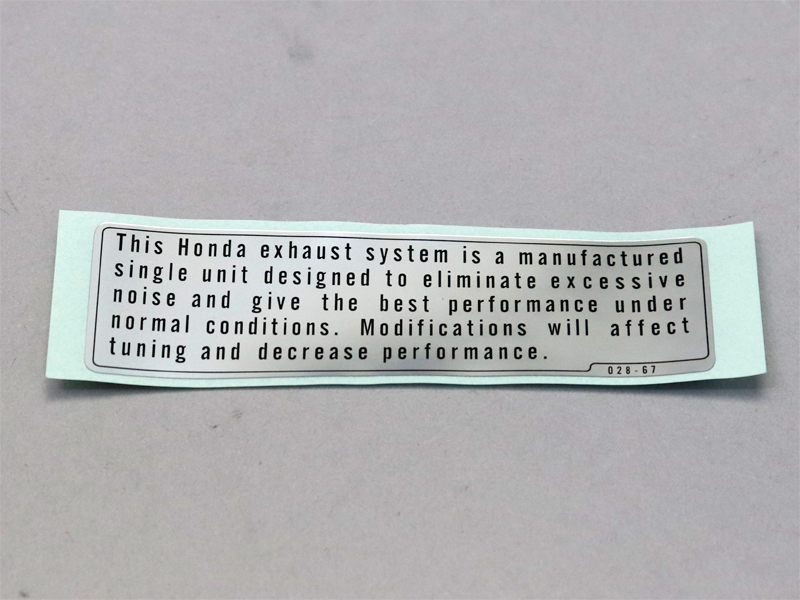 This Honda exhaust system is a manufactured
single unit designed to eliminate excessive
noise and give the best performance under
normal conditions. Modifications will affect
tuning and decrease performance.
028-67